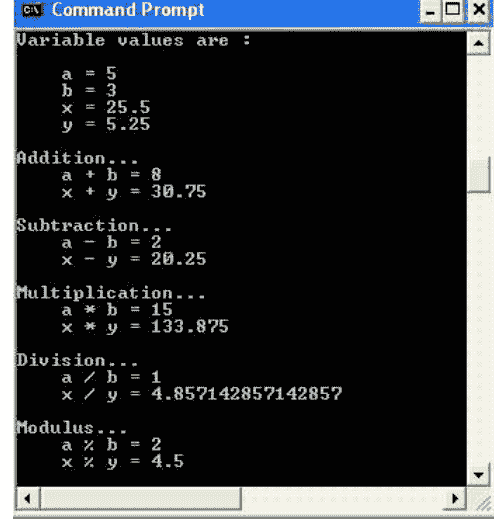 Command Prompt
Variable values are :
a = 5
b = 3
x = 25.5
y = 5.25
Addition...
a + b = 8
x + y = 30.75
Subtraction...
a - b = 2
x - y = 20.25
Multiplication...
a * b = 15
x * y = 133.875
Division...
a / b = 1
x / y = 4.857142857142857
Modulus...
a % b = 2
x % y = 4.5